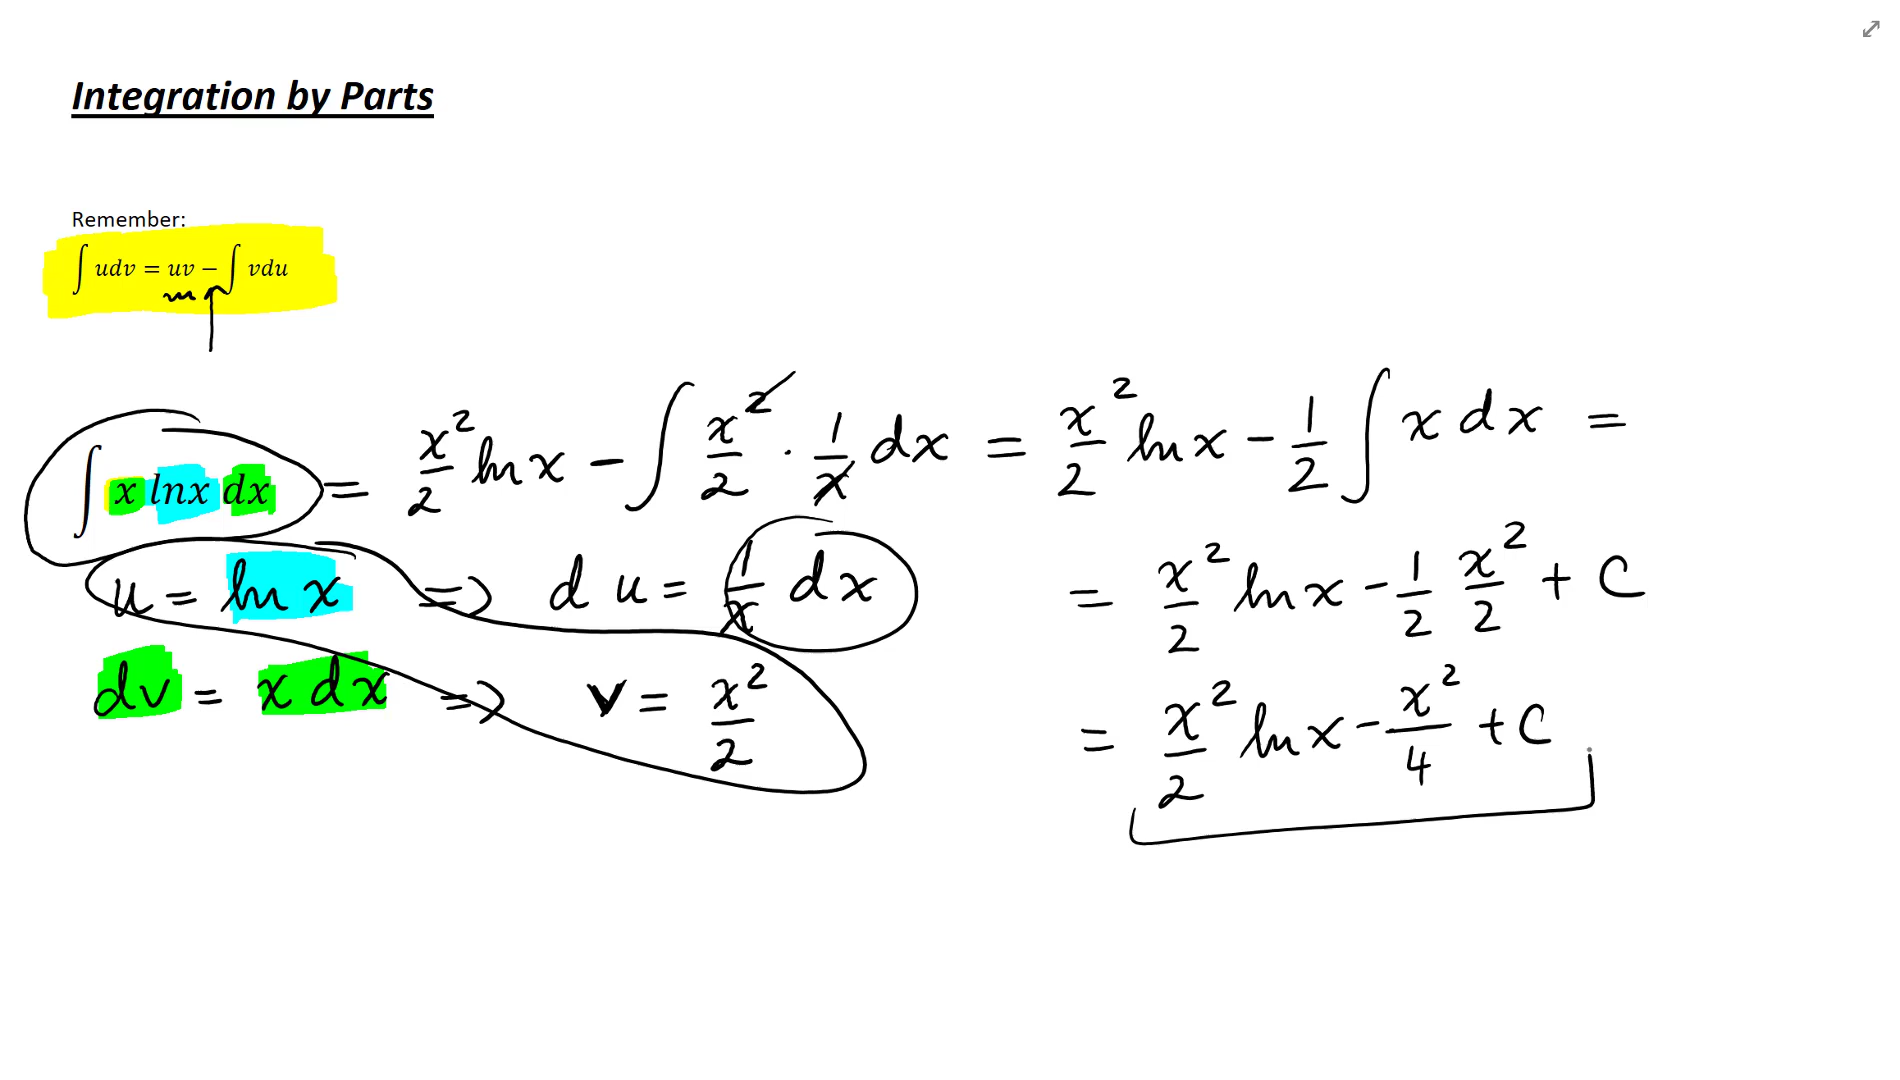 Integration by Parts
Remember:
∫ udv = uv − ∫ vdu
∫ x lnx dx = x²/2 ln x − ∫ x²/2 · 1/x dx = x²/2 ln x − 1/2 ∫ x dx =
u = ln x ⇒ du = 1/x dx
= x²/2 ln x − 1/2 x²/2 + C
dv = x dx ⇒ v = x²/2
= x²/2 ln x − x²/4 + C